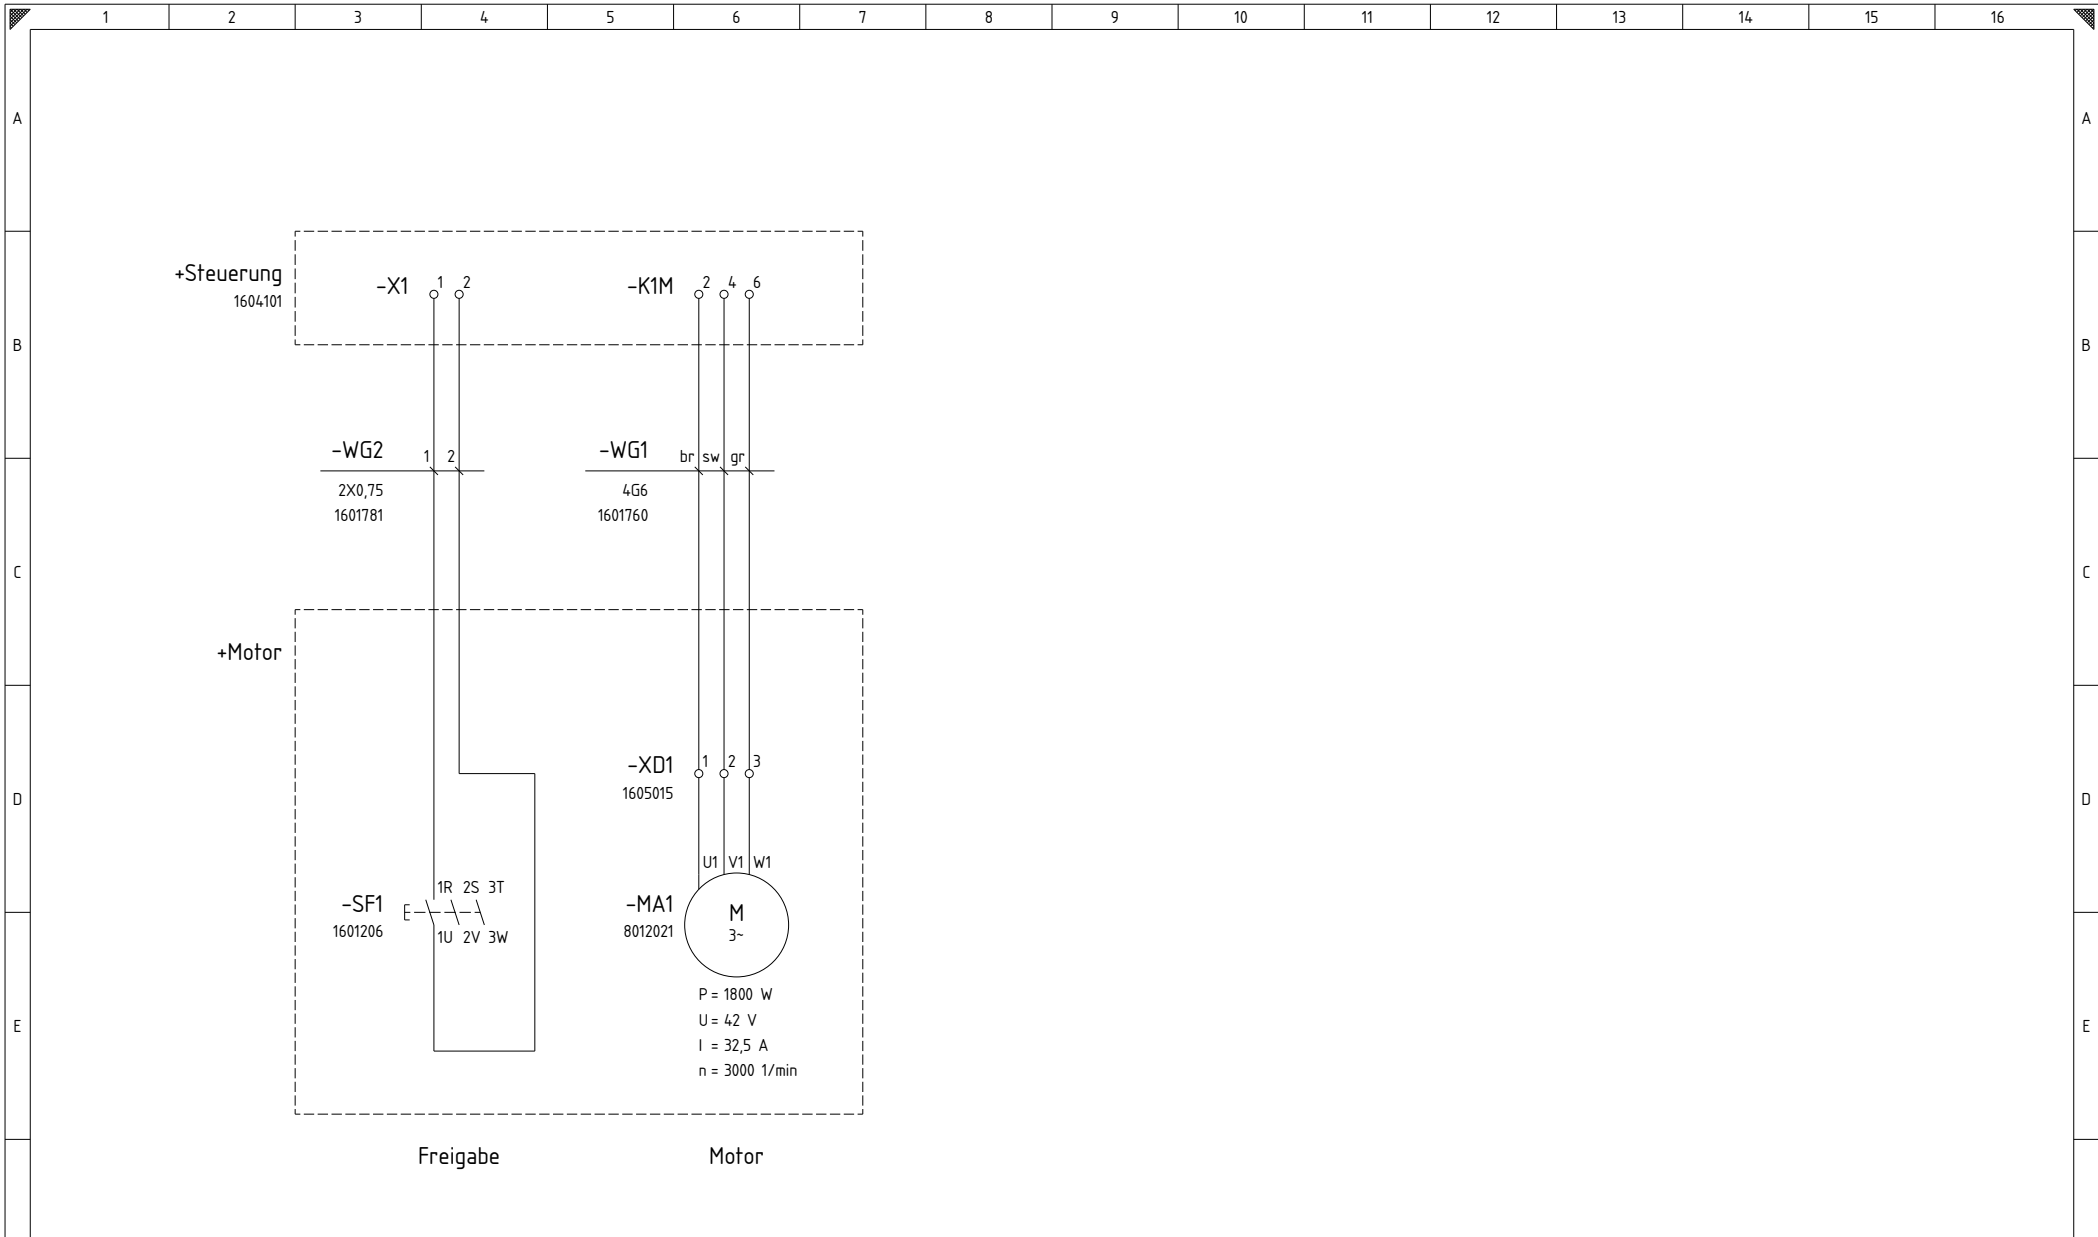 1 2 3 4 5 6 7 8 9 10 11 12 13 14 15 16
A A
+Steuerung
1604101
-X1 1 2
-K1M 2 4 6
B B
-WG2 1 2
2X0,75
1601781
-WG1 br sw gr
4G6
1601760
C C
+Motor
-XD1 1 2 3
1605015
D D
U1 V1 W1
1R 2S 3T
-SF1
1601206
1U 2V 3W
-MA1
8012021
M
3~
P = 1800 W
U = 42 V
I = 32,5 A
n = 3000 1/min
E E
Freigabe Motor